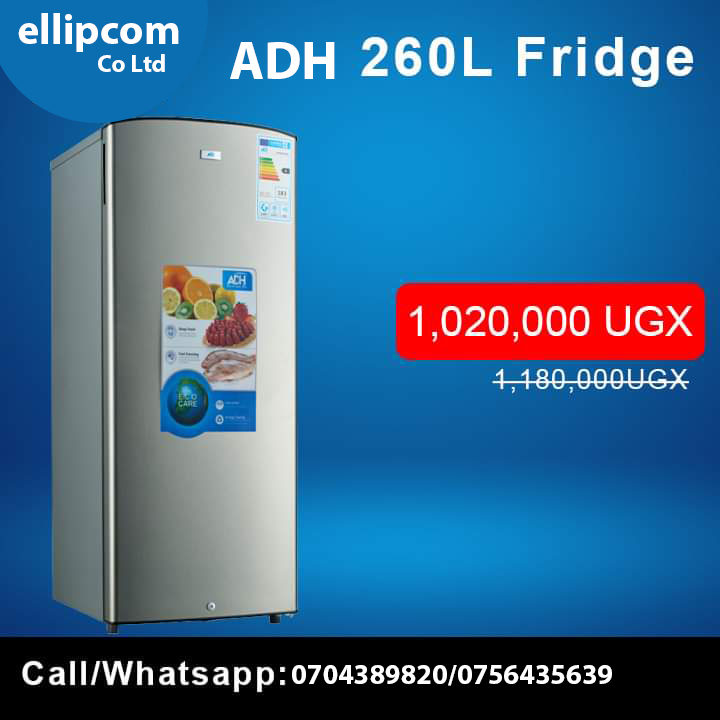 ellipcom
Co Ltd
ADH 260L Fridge
ADH
ECO
CARE
1,020,000 UGX
1,180,000UGX
Call/Whatsapp: 0704389820/0756435639